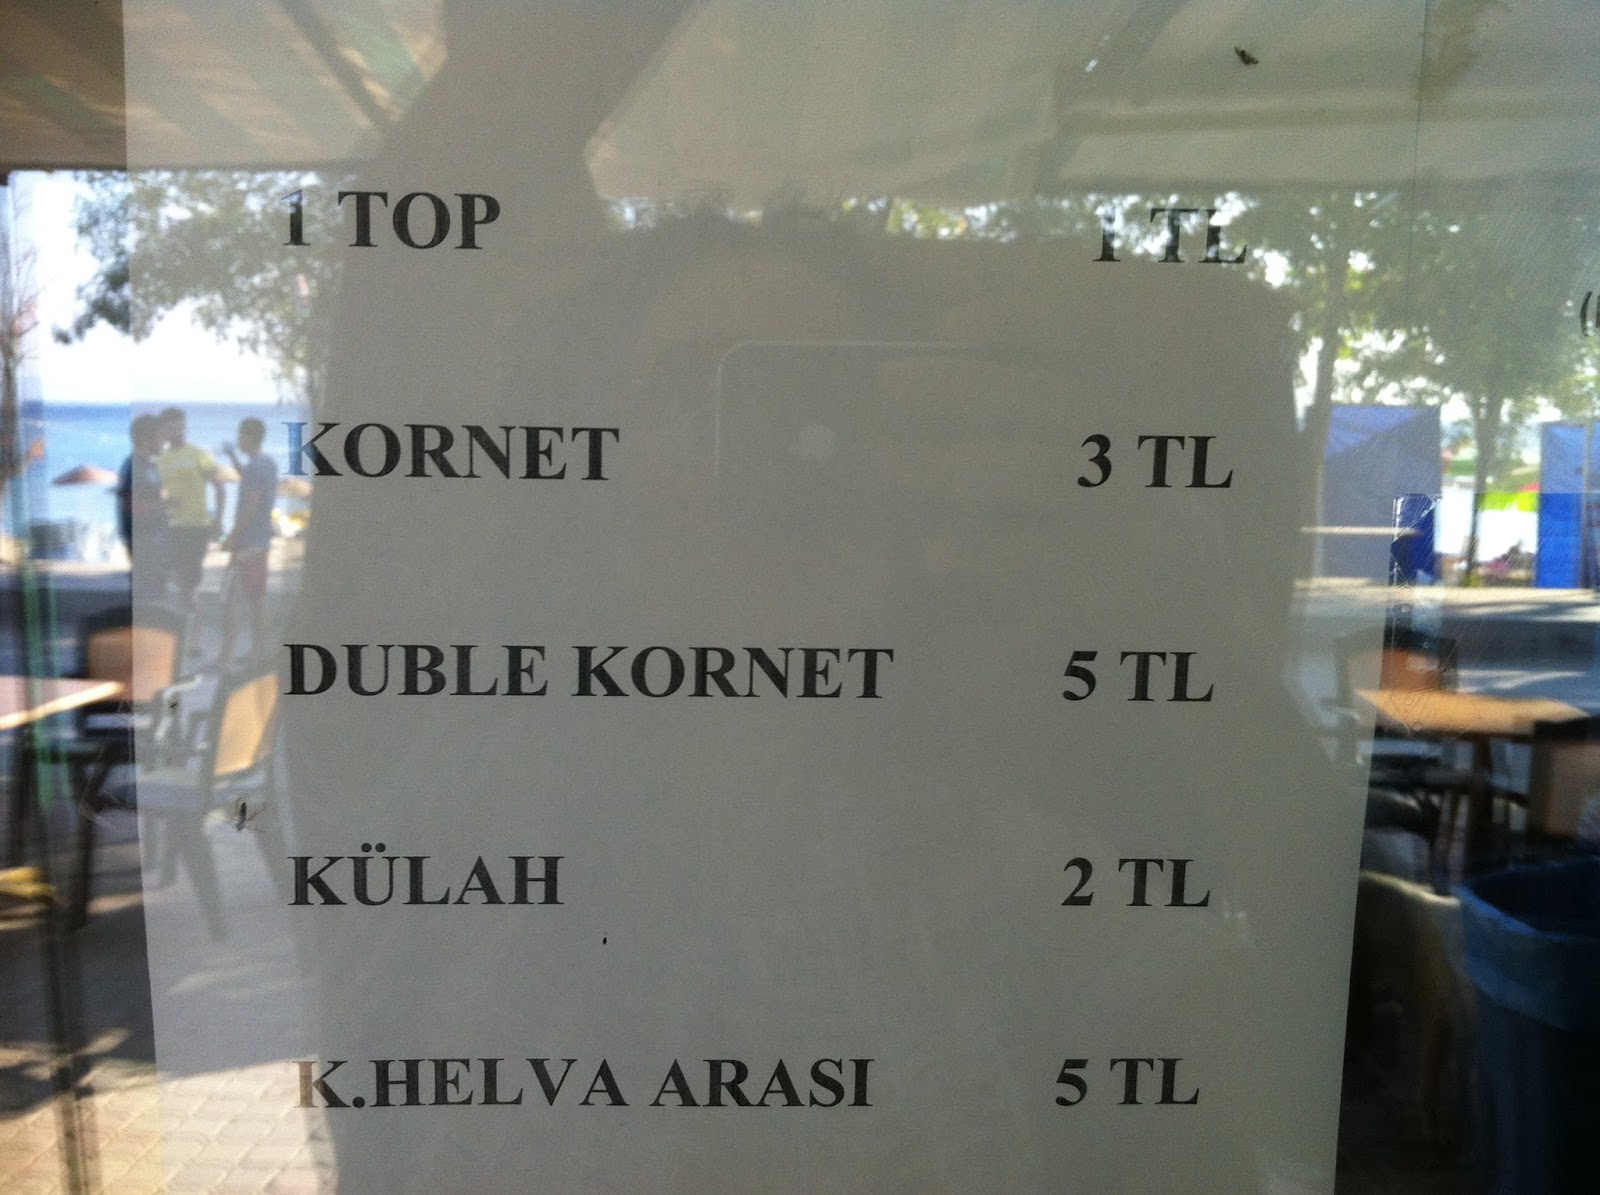 1 TOP 1 TL
KORNET 3 TL
DUBLE KORNET 5 TL
KÜLAH 2 TL
K.HELVA ARASI 5 TL